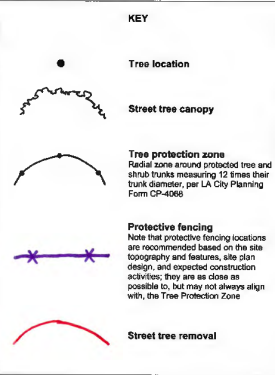 KEY
Tree location
Street tree canopy
Tree protection zone
Radial zone around protected tree and
shrub trunks measuring 12 times their
trunk diameter, per LA City Planning
Form CP-4068
Protective fencing
Note that protective fencing locations
are recommended based on the site
topography and features, site plan
design, and expected construction
activities; they are as close as
possible to, but may not always align
with, the Tree Protection Zone
Street tree removal